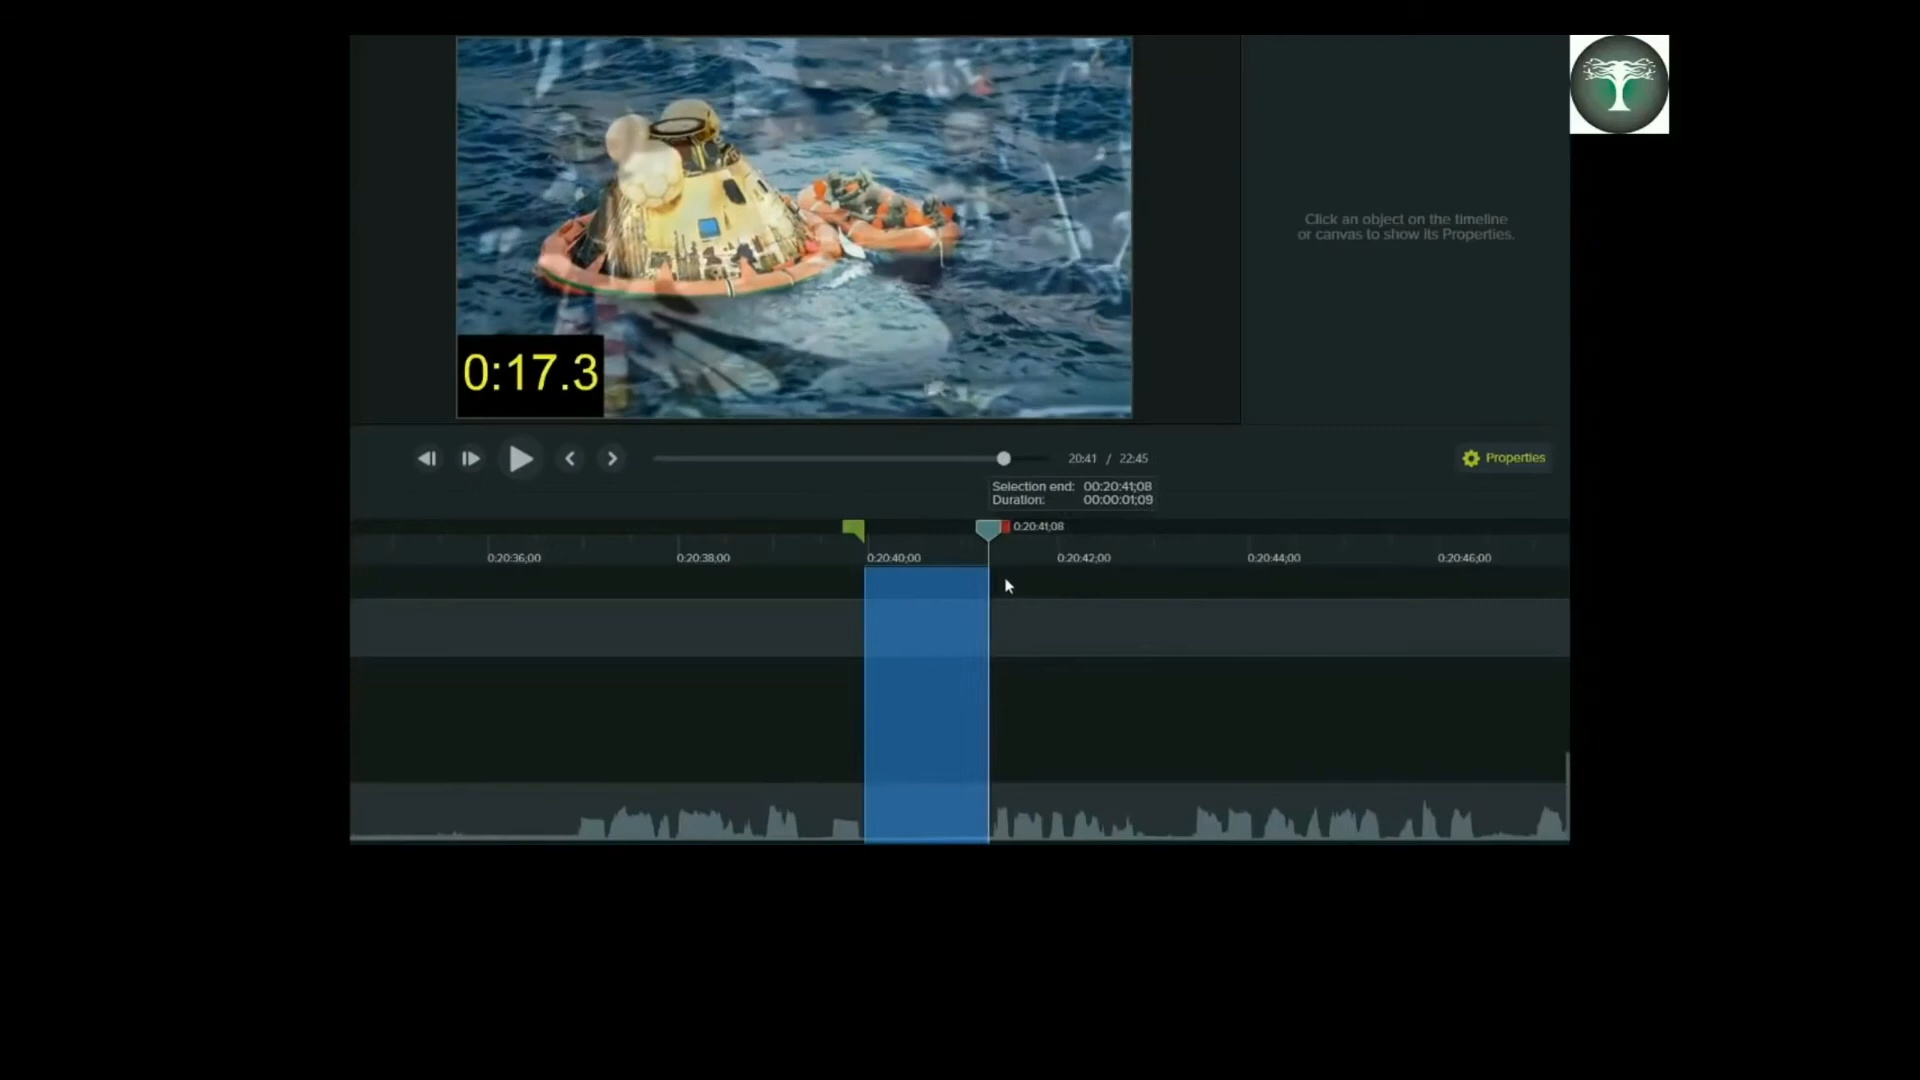 Click an object on the timeline
or canvas to show its Properties.
0:17.3
20:41 / 22:45
Properties
Selection end: 00:20:41;08
Duration: 00:00:01;09
0:20:41;08
0:20:36;00 0:20:38;00 0:20:40;00 0:20:42;00 0:20:44;00 0:20:46;00